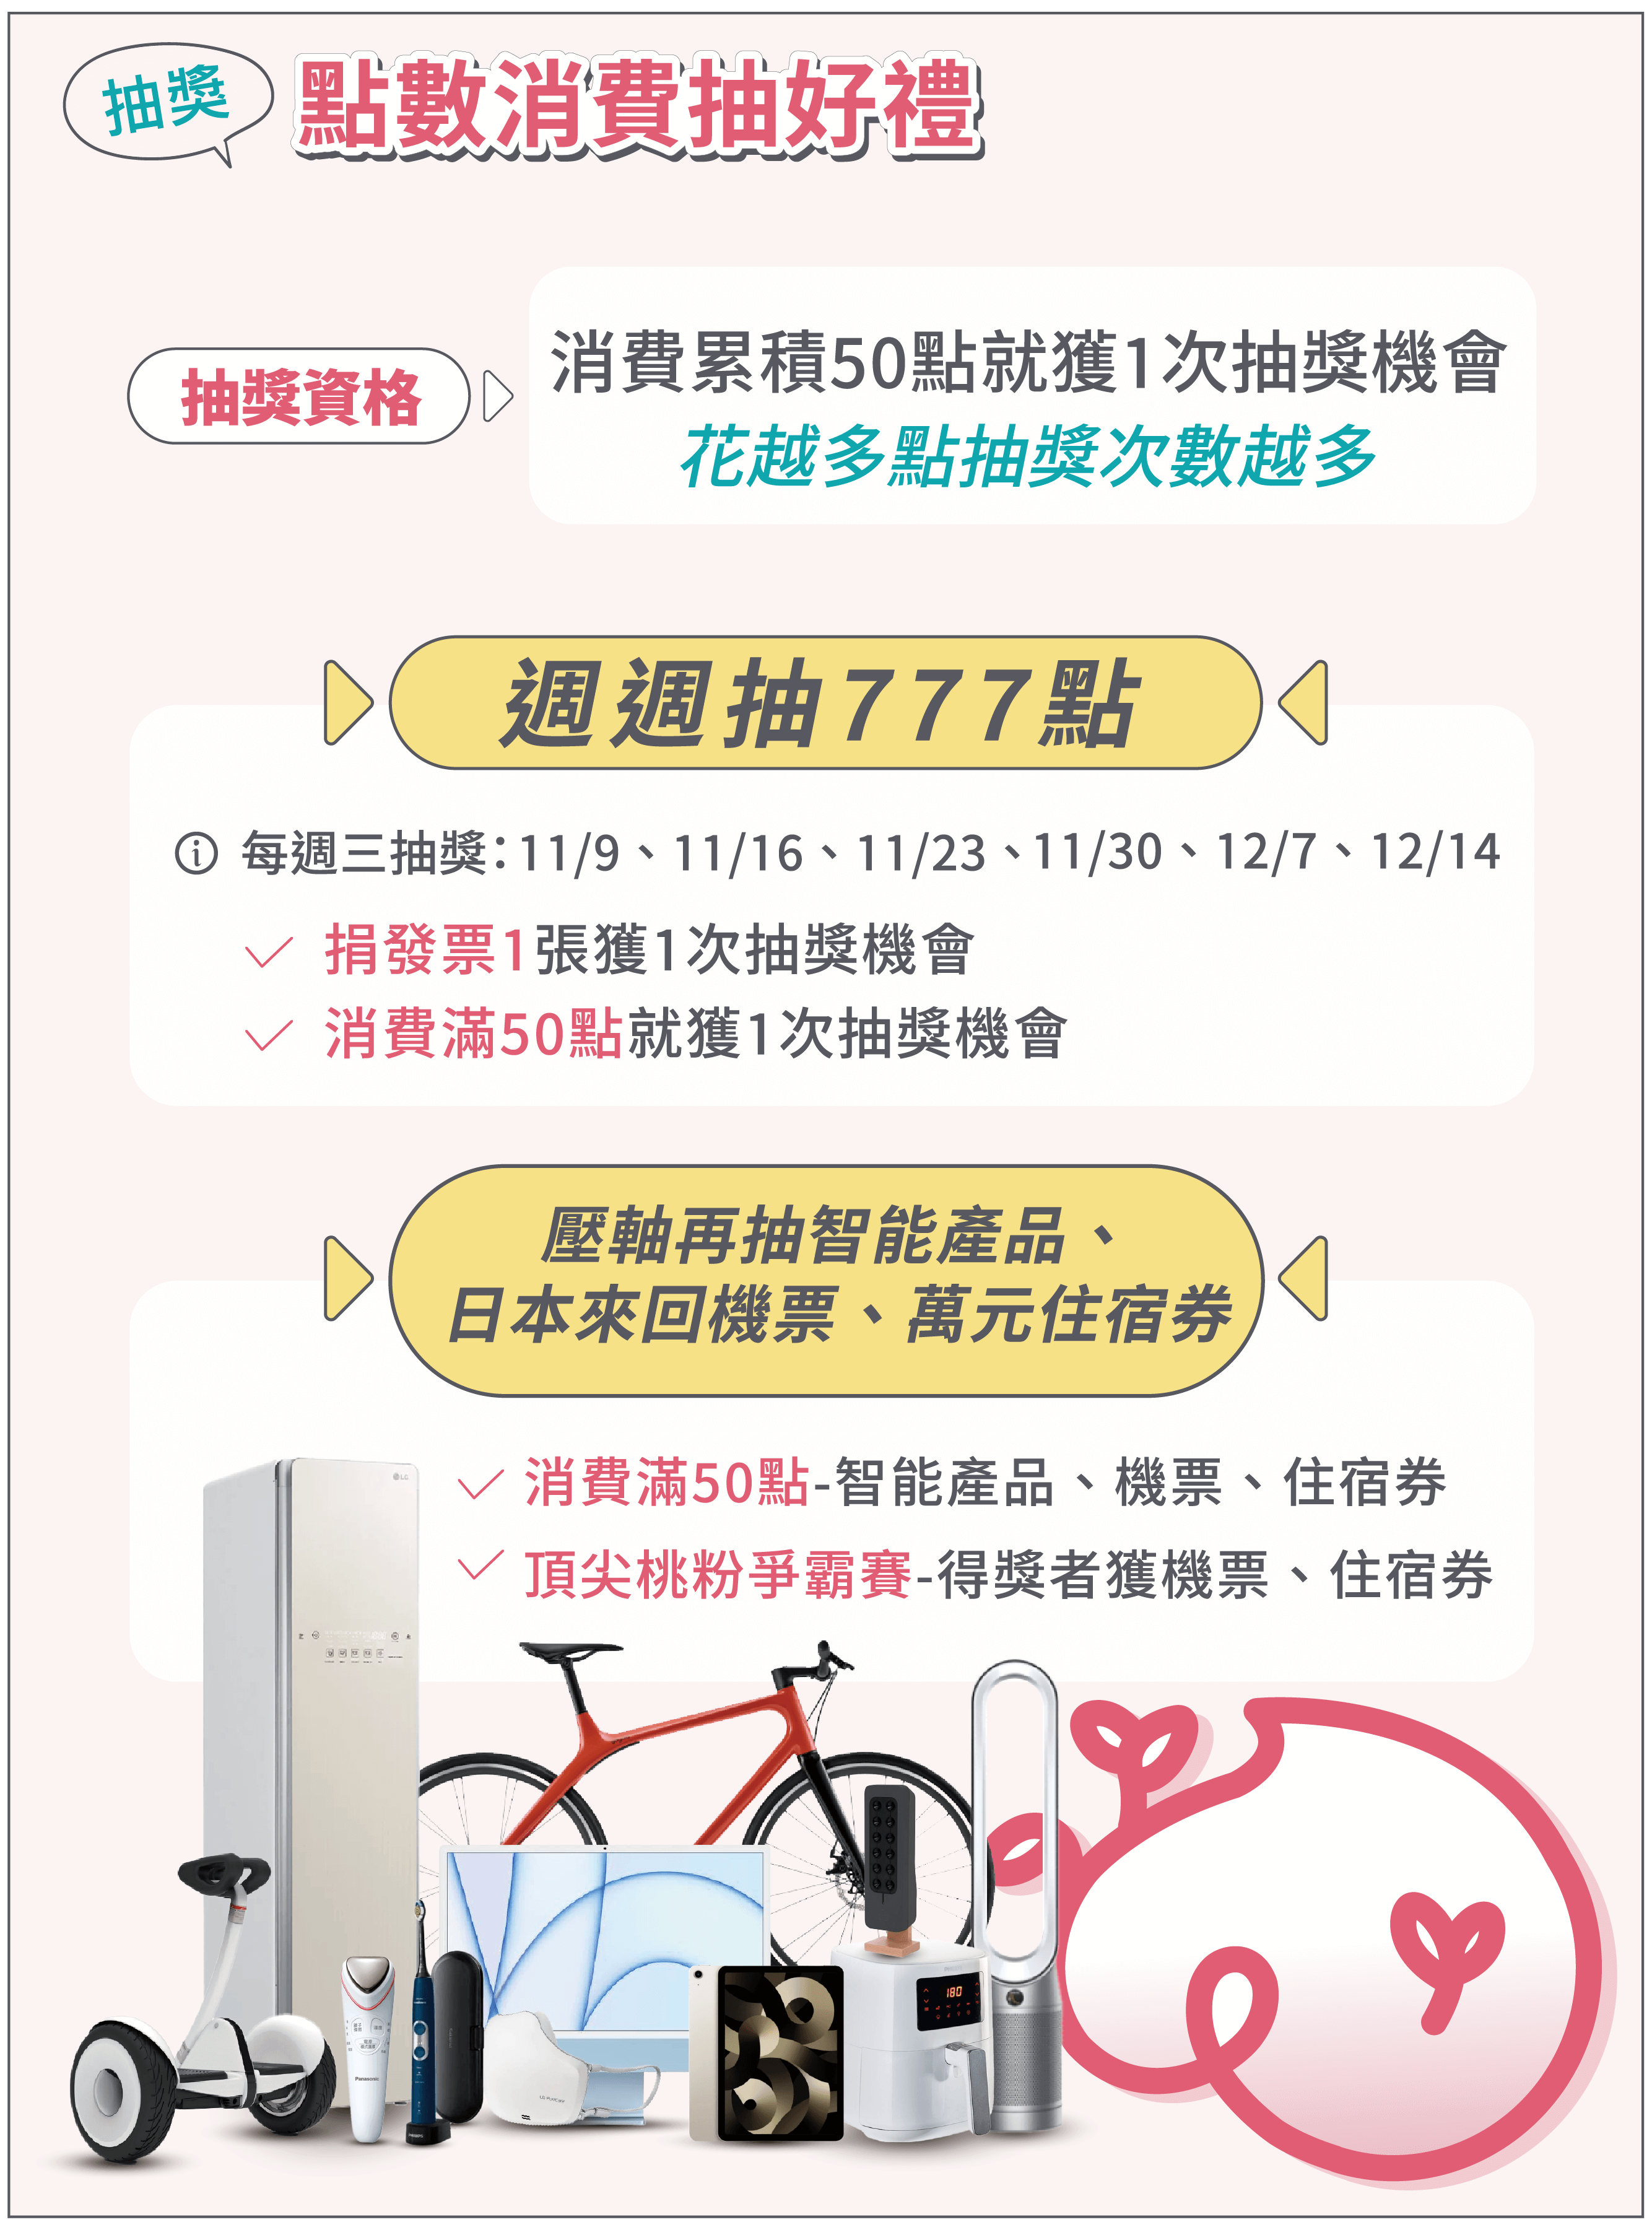 抽獎
點數消費抽好禮
抽獎資格
消費累積50點就獲1次抽獎機會
花越多點抽獎次數越多
週週抽777點
每週三抽獎：11/9、11/16、11/23、11/30、12/7、12/14
捐發票1張獲1次抽獎機會
消費滿50點就獲1次抽獎機會
壓軸再抽智能產品、
日本來回機票、萬元住宿券
消費滿50點-智能產品、機票、住宿券
頂尖桃粉爭霸賽-得獎者獲機票、住宿券
LG
180
Panasonic